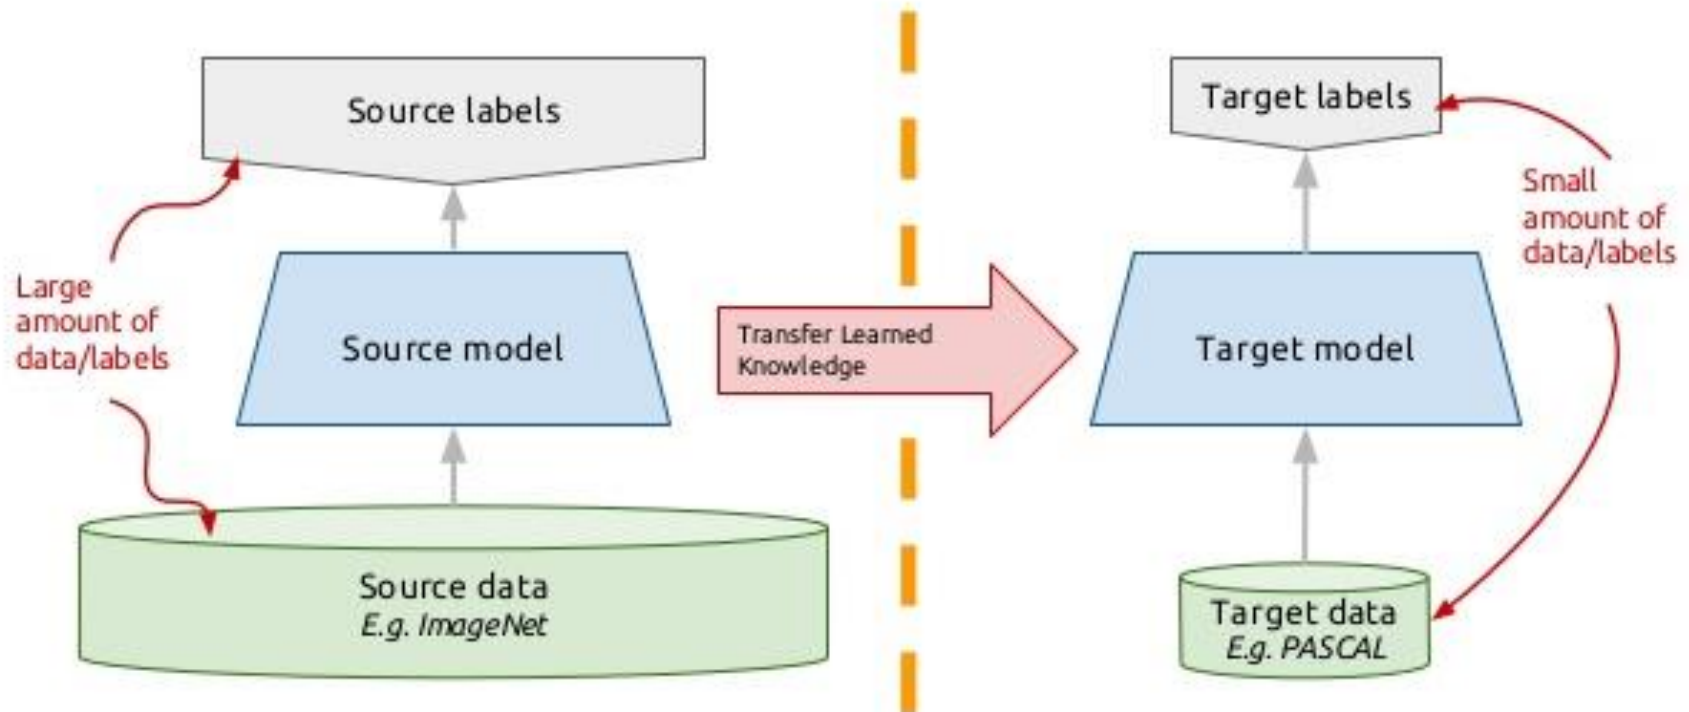 Source labels
Large
amount of
data/labels
Source model
Source data
E.g. ImageNet
Transfer Learned
Knowledge
Target labels
Small
amount of
data/labels
Target model
Target data
E.g. PASCAL